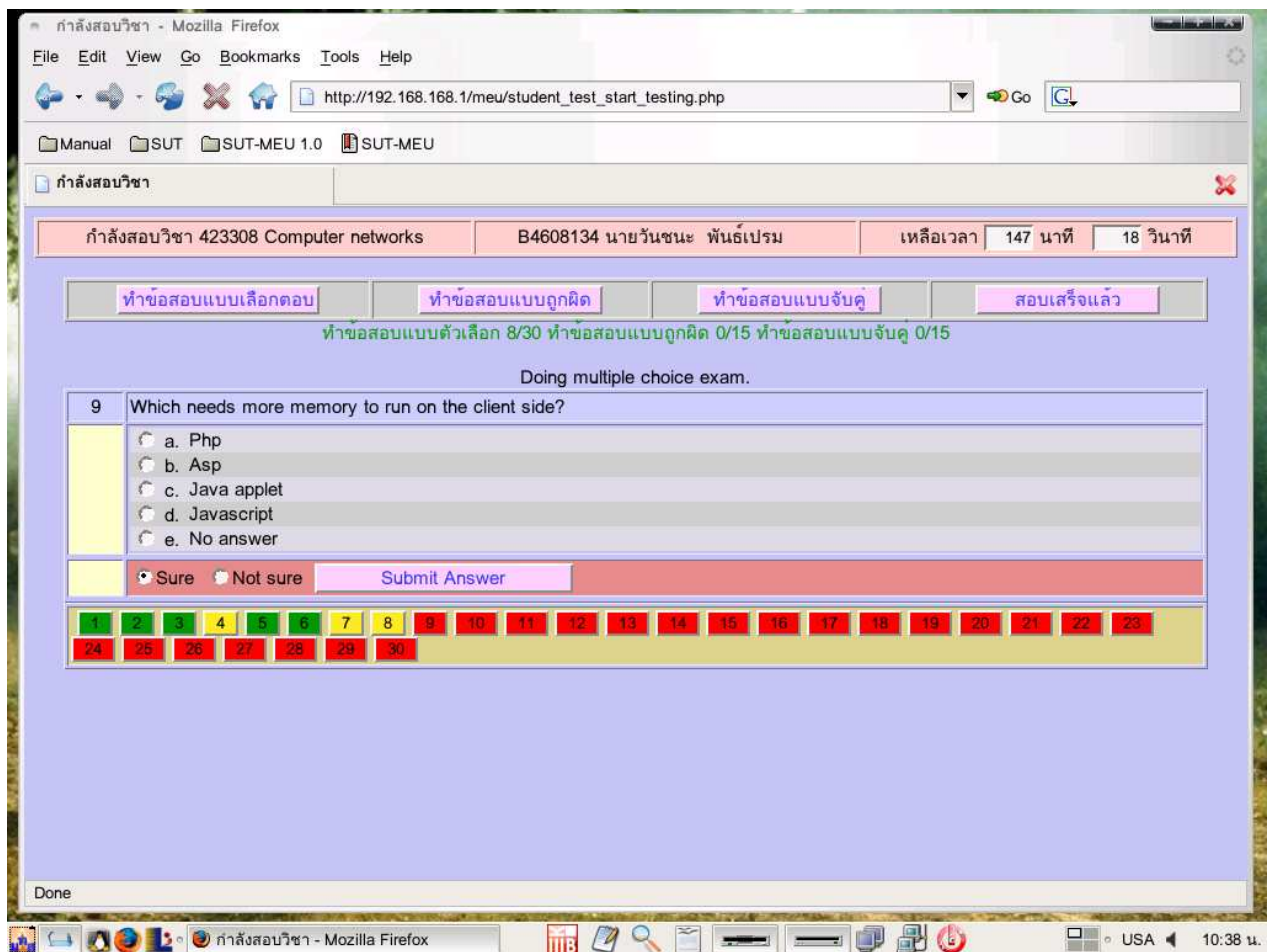 กำลังสอบวิชา - Mozilla Firefox
File Edit View Go Bookmarks Tools Help
http://192.168.168.1/meu/student_test_start_testing.php Go
Manual SUT SUT-MEU 1.0 SUT-MEU
กำลังสอบวิชา
กำลังสอบวิชา 423308 Computer networks B4608134 นายวันชนะ พันธ์เปรม เหลือเวลา 147 นาที 18 วินาที
ทำข้อสอบแบบเลือกตอบ ทำข้อสอบแบบถูกผิด ทำข้อสอบแบบจับคู่ สอบเสร็จแล้ว
ทำข้อสอบแบบตัวเลือก 8/30 ทำข้อสอบแบบถูกผิด 0/15 ทำข้อสอบแบบจับคู่ 0/15
Doing multiple choice exam.
9 Which needs more memory to run on the client side?
a. Php
b. Asp
c. Java applet
d. Javascript
e. No answer
Sure Not sure Submit Answer
1 2 3 4 5 6 7 8 9 10 11 12 13 14 15 16 17 18 19 20 21 22 23
24 25 26 27 28 29 30
Done
กำลังสอบวิชา - Mozilla Firefox USA 10:38 น.